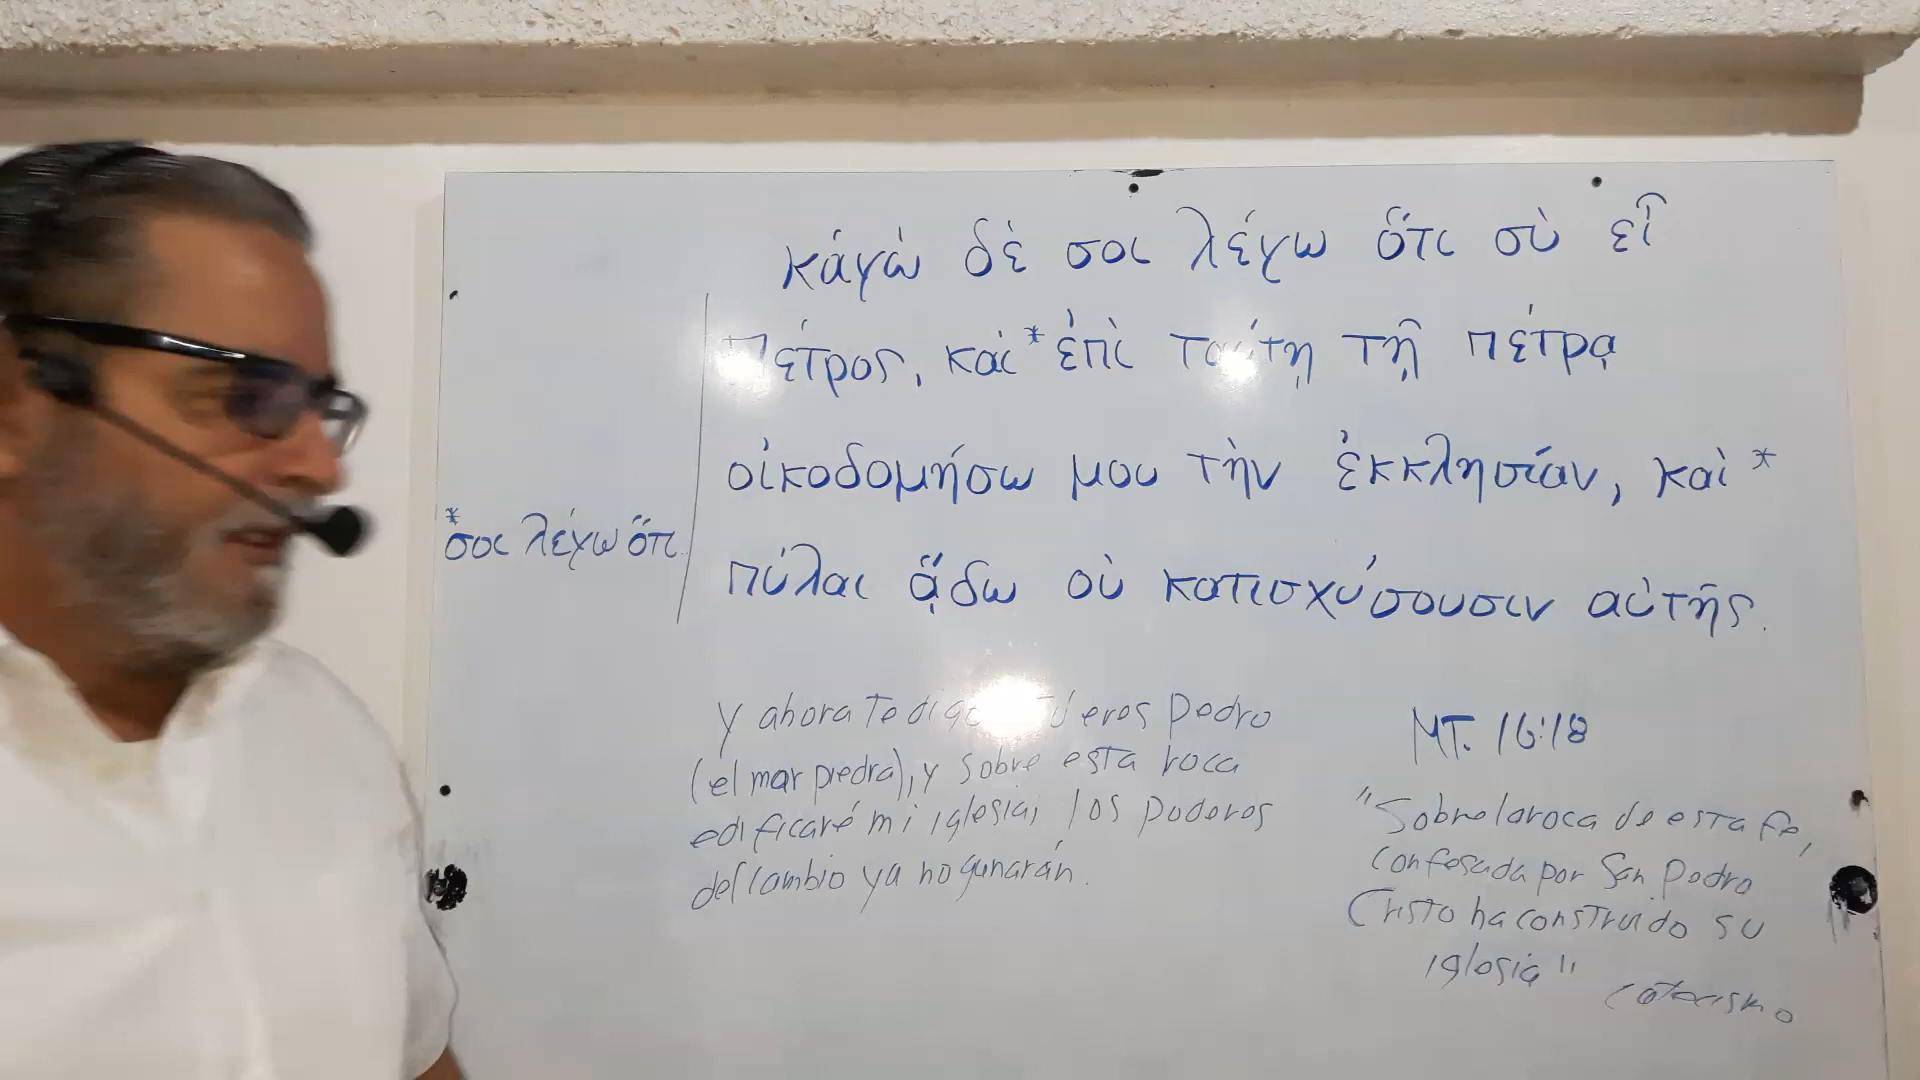 κἀγὼ δέ σοι λέγω ὅτι σὺ εἶ
Πέτρος, καὶ * ἐπὶ ταύτῃ τῇ πέτρᾳ
οἰκοδομήσω μου τὴν ἐκκλησίαν, καὶ *
πύλαι ᾅδω οὐ κατισχύσουσιν αὐτῆς.
*
σοι λέγω ὅτι
Y ahora te digo Tú eres Pedro
(el mar piedra), y sobre esta roca
edificaré mi iglesia, los poderes
del cambio ya no ganarán.
MT. 16:18
"Sobre la roca de esta fe,
confesada por San Pedro
Cristo ha construido su
iglesia"
catecismo